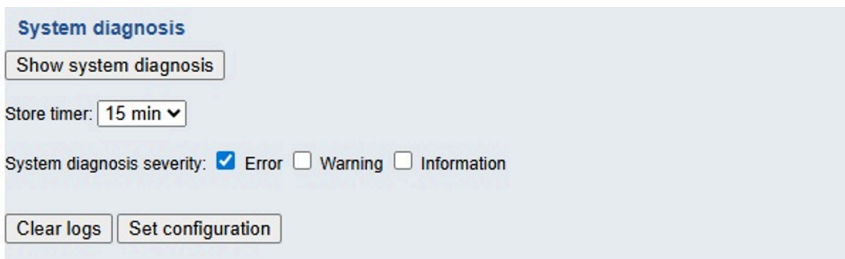 System diagnosis
Show system diagnosis
Store timer: 15 min
System diagnosis severity: Error Warning Information
Clear logs Set configuration